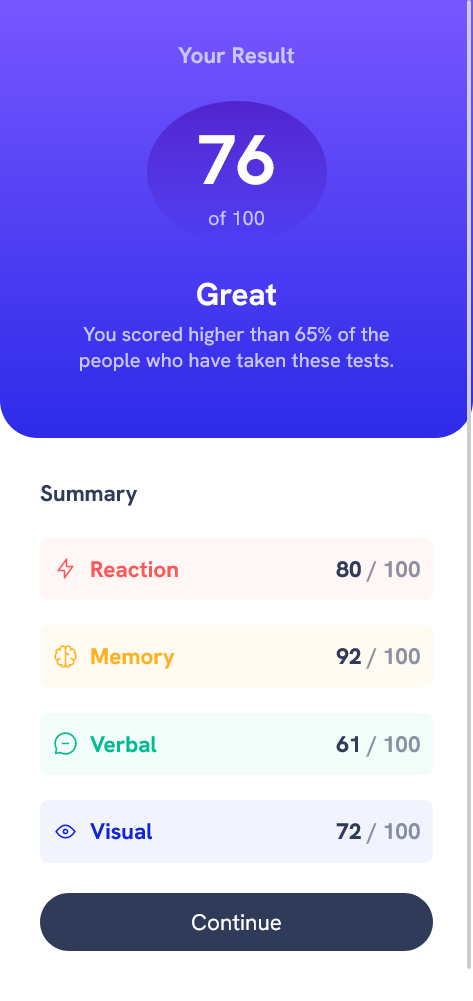 Your Result
76
of 100
Great
You scored higher than 65% of the
people who have taken these tests.
Summary
Reaction 80 / 100
Memory 92 / 100
Verbal 61 / 100
Visual 72 / 100
Continue